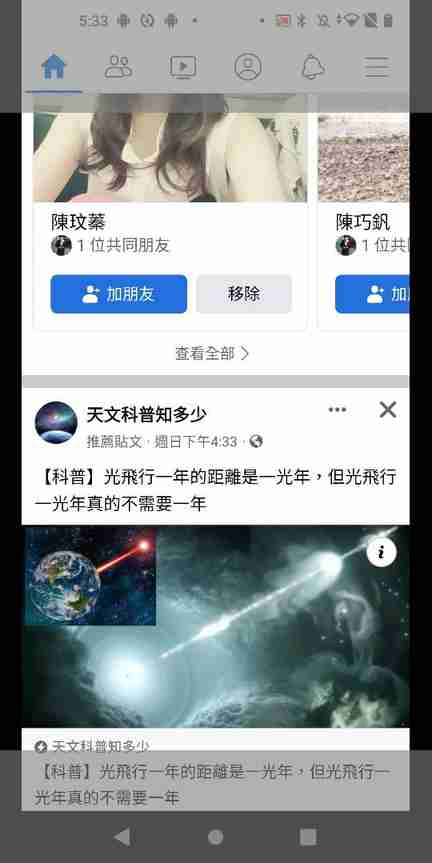 5:33
陳玟蓁
陳巧釩
1 位共同朋友
1 位共
加朋友
移除
加
查看全部
天文科普知多少
推薦貼文 · 週日下午4:33 ·
【科普】光飛行一年的距離是一光年，但光飛行
一光年真的不需要一年
i
天文科普知多少
【科普】光飛行一年的距離是一光年，但光飛行一
光年真的不需要一年